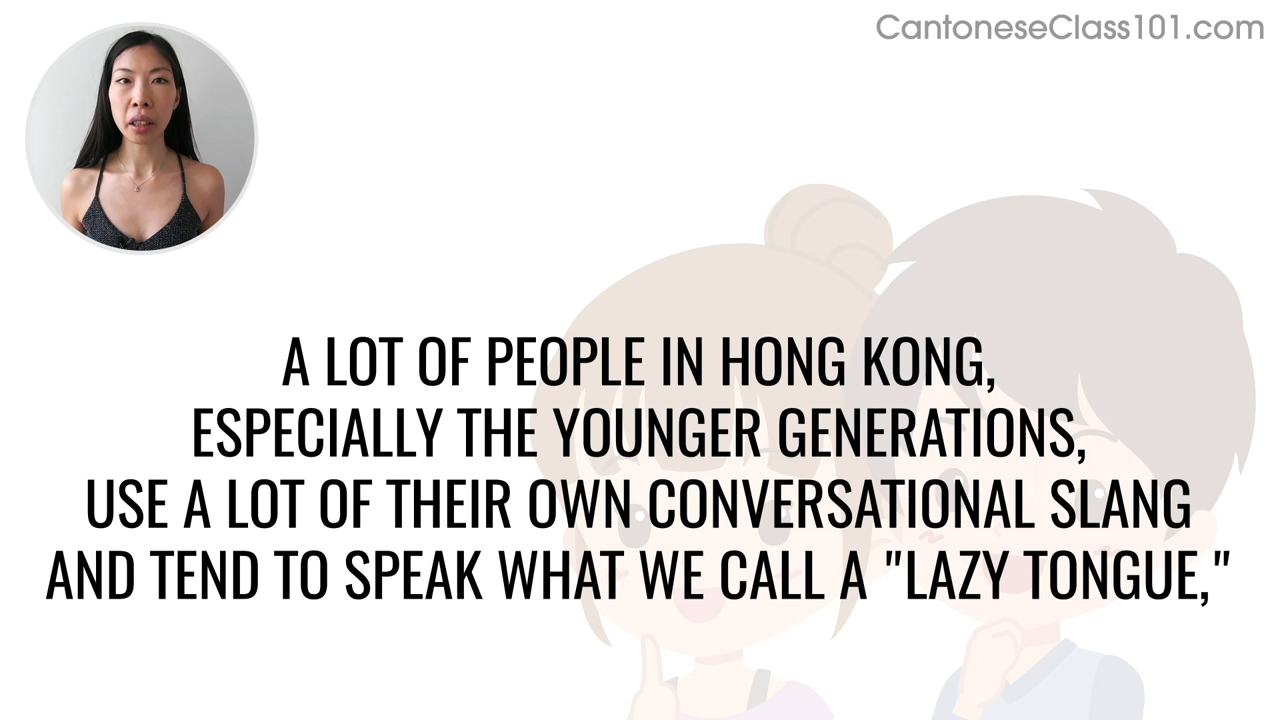 CantoneseClass101.com
A LOT OF PEOPLE IN HONG KONG,
ESPECIALLY THE YOUNGER GENERATIONS,
USE A LOT OF THEIR OWN CONVERSATIONAL SLANG
AND TEND TO SPEAK WHAT WE CALL A "LAZY TONGUE,"